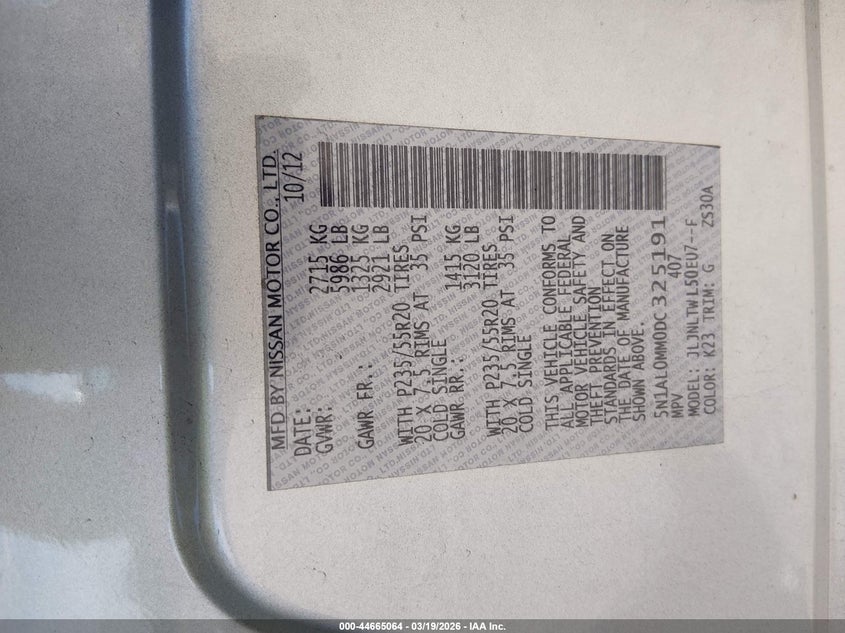 MFD BY NISSAN MOTOR CO., LTD.
DATE: 10/12
GVWR: 2715 KG
5986 LB
GAWR FR.: 1325 KG
2921 LB
WITH P235/55R20 TIRES
20 X 7.5 RIMS AT 35 PSI
COLD SINGLE
GAWR RR.: 1415 KG
3120 LB
WITH P235/55R20 TIRES
20 X 7.5 RIMS AT 35 PSI
COLD SINGLE
THIS VEHICLE CONFORMS TO
ALL APPLICABLE FEDERAL
MOTOR VEHICLE SAFETY AND
THEFT PREVENTION
STANDARDS IN EFFECT ON
THE DATE OF MANUFACTURE
SHOWN ABOVE.
5N1AL0MM0DC325191
MPV 407
MODEL: JLJNLTWL50EU7--F
COLOR: K23 TRIM: G ZS30A
000-44665064 - 03/19/2026 - IAA Inc.